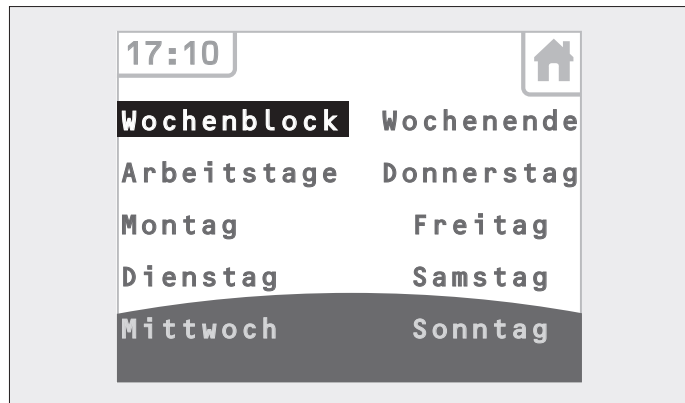 17:10
Wochenblock Wochenende
Arbeitstage Donnerstag
Montag Freitag
Dienstag Samstag
Mittwoch Sonntag